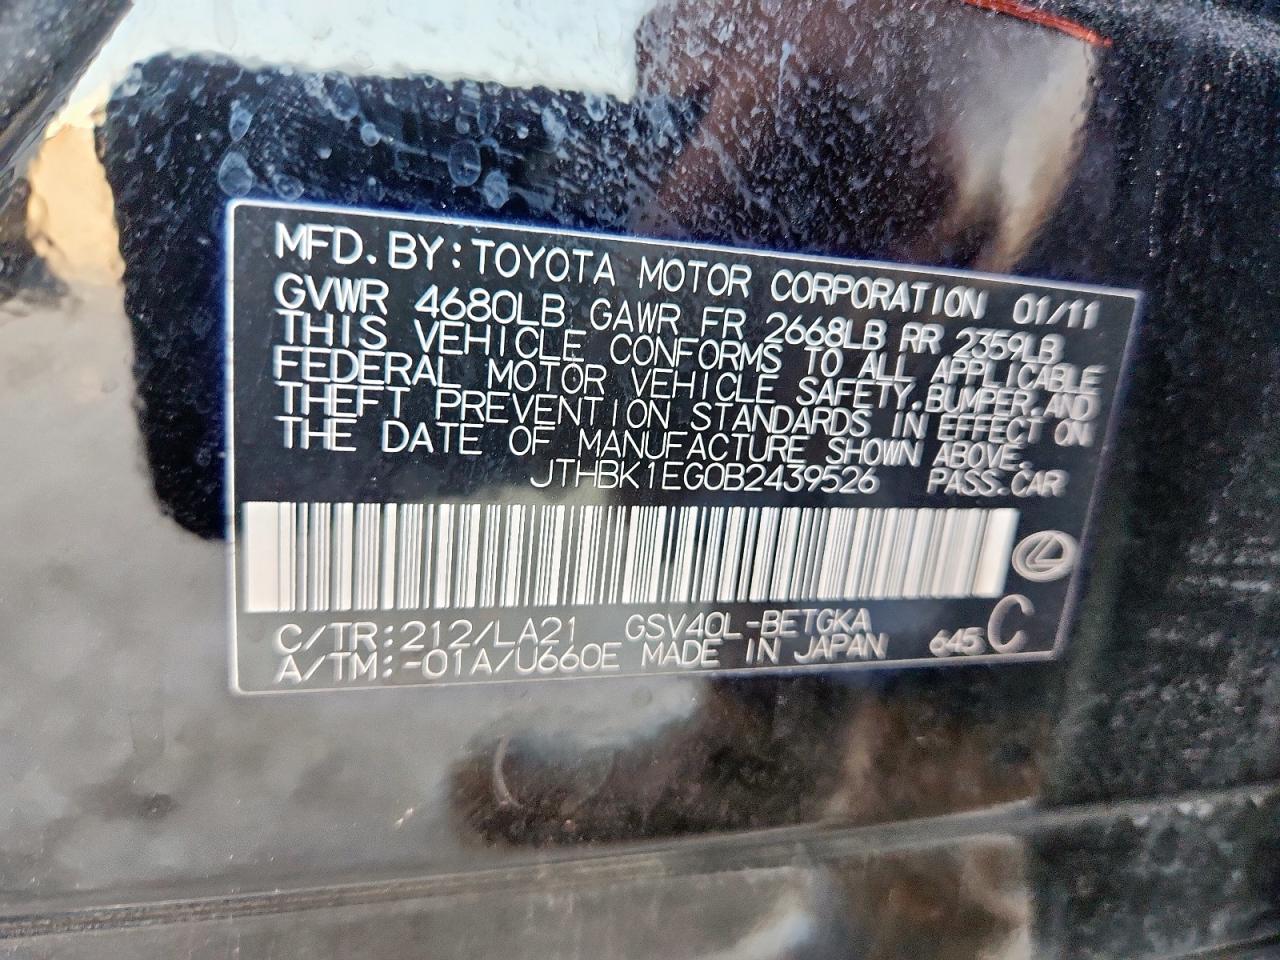 MFD. BY: TOYOTA MOTOR CORPORATION 01/11
GVWR 4680LB GAWR FR 2668LB RR 2359LB
THIS VEHICLE CONFORMS TO ALL APPLICABLE
FEDERAL MOTOR VEHICLE SAFETY, BUMPER, AND
THEFT PREVENTION STANDARDS IN EFFECT ON
THE DATE OF MANUFACTURE SHOWN ABOVE.
JTHBK1EG0B2439526 PASS.CAR
C/TR:212/LA21 GSV40L-BETGKA
A/TM:-01A/U660E MADE IN JAPAN 645 C